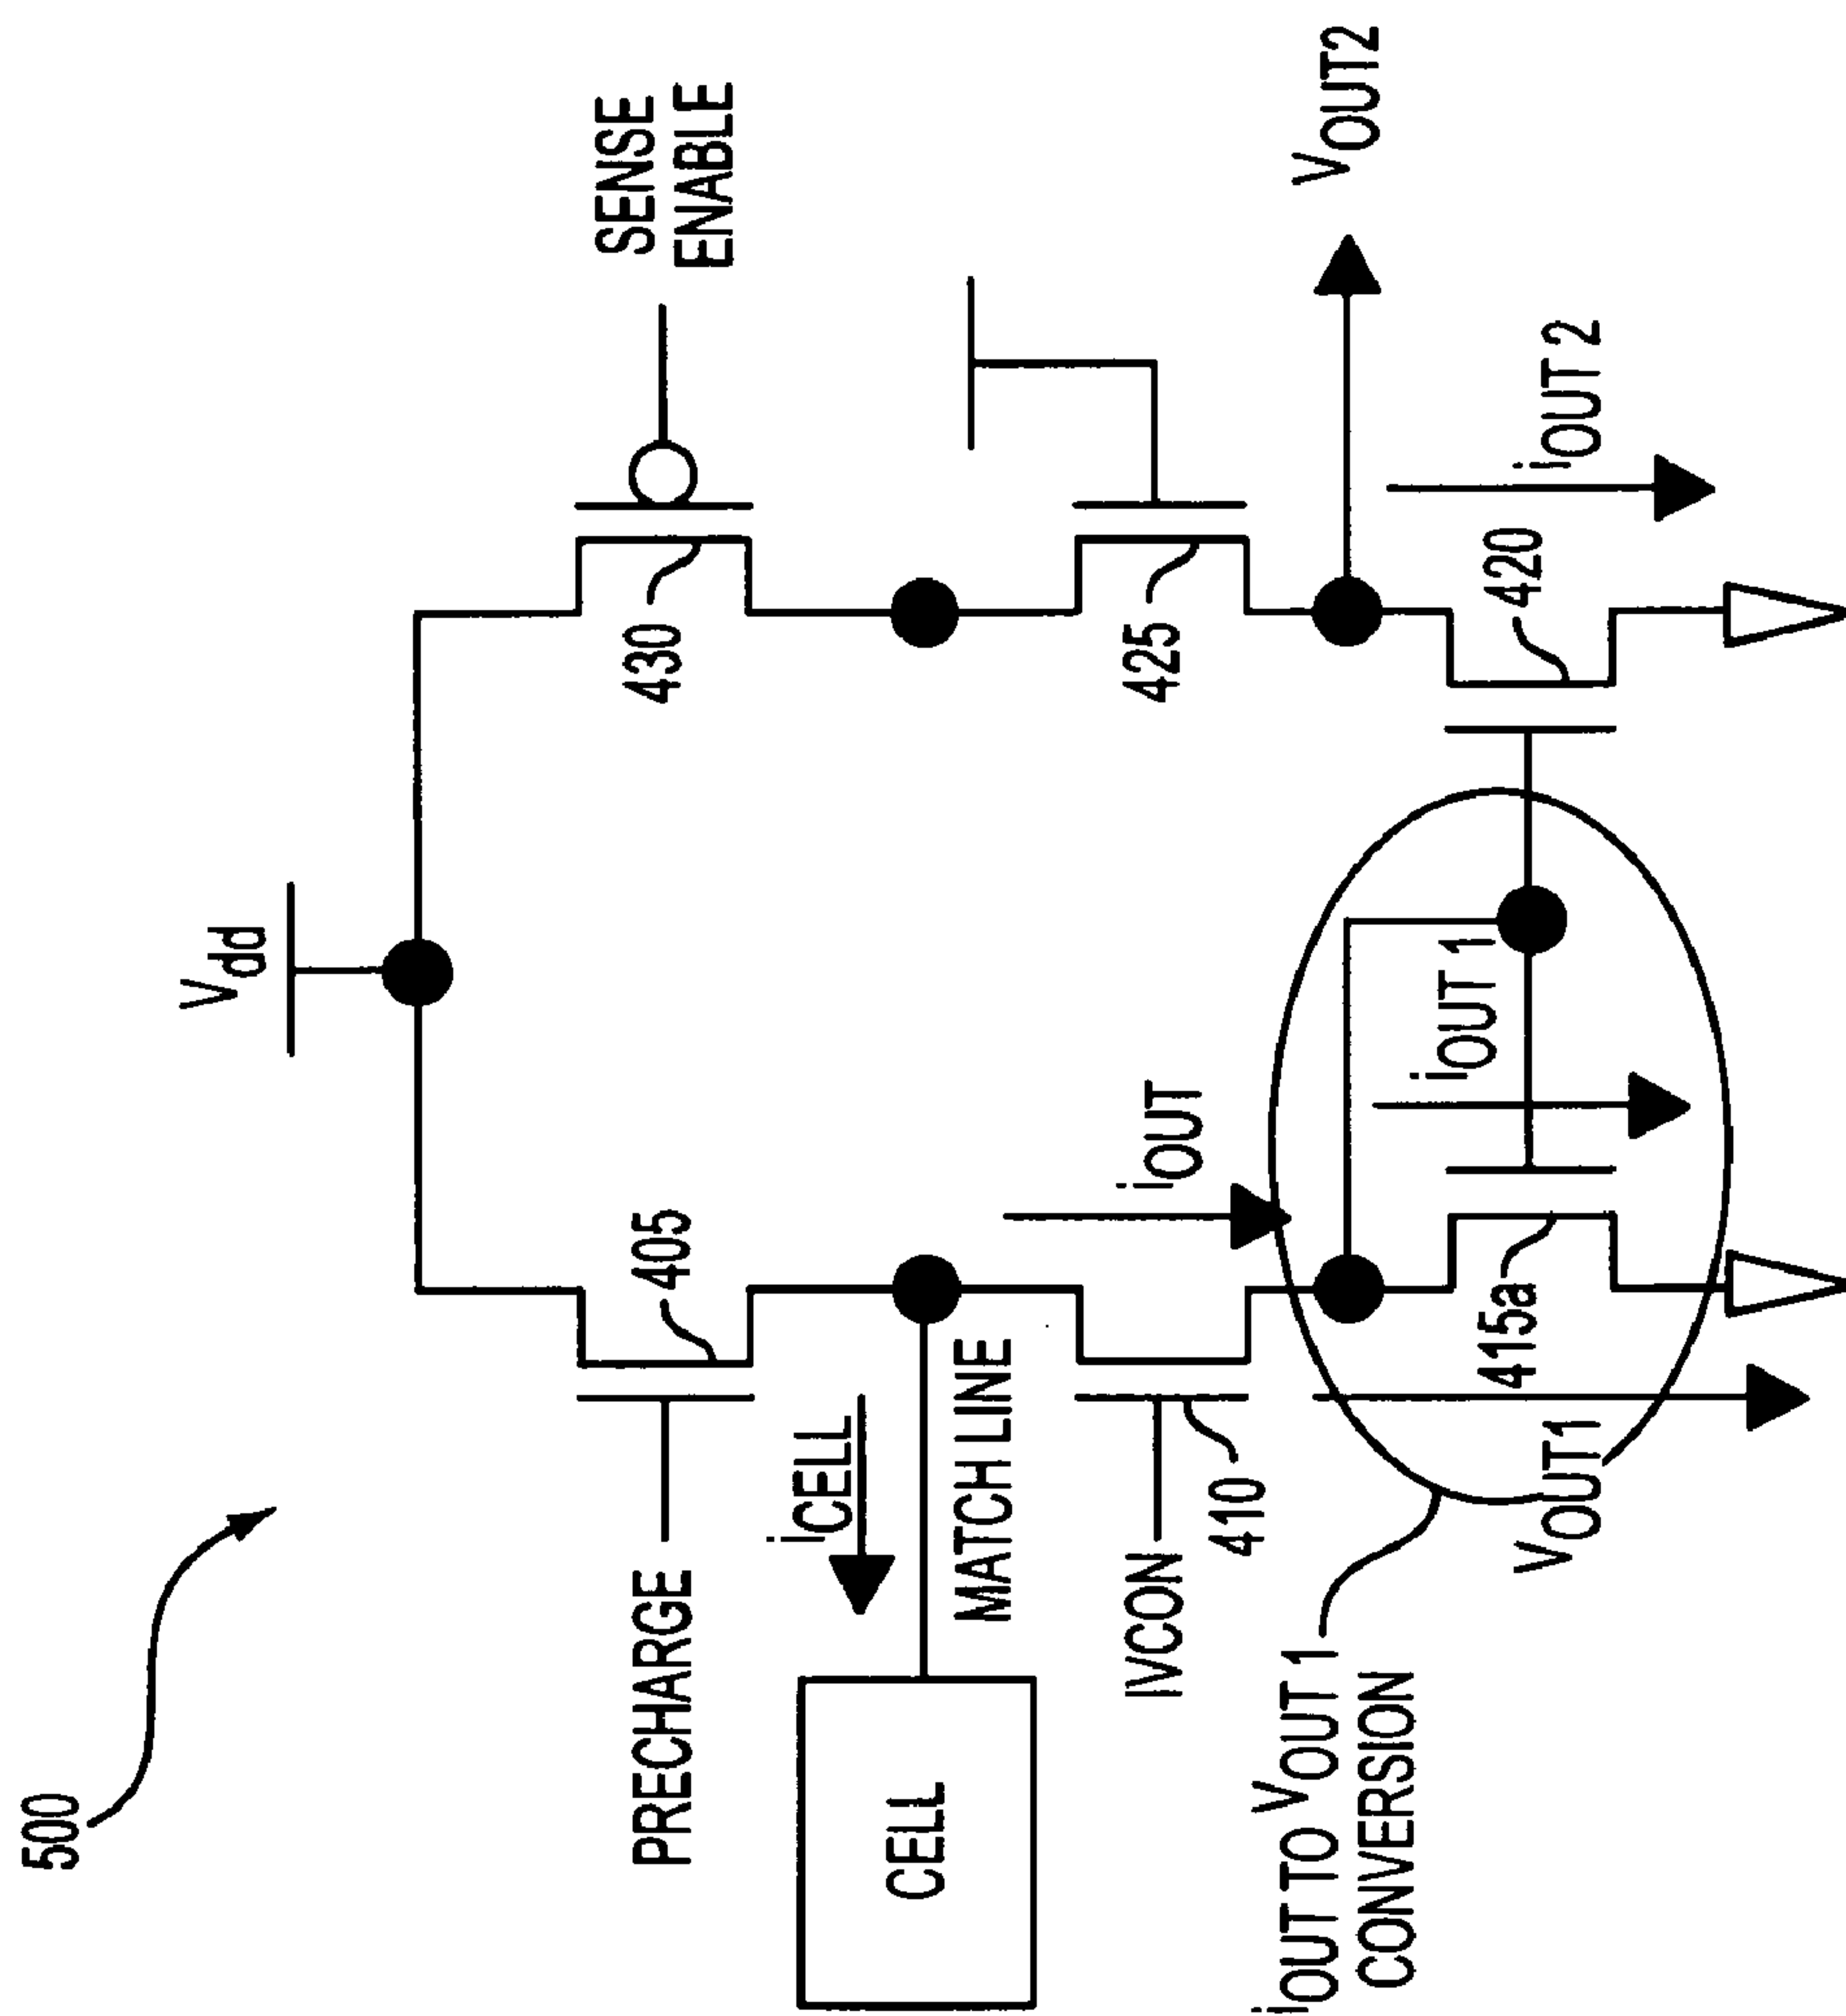 500
Vdd
SENSE
ENABLE
PRECHARGE
405
430
iCELL
CELL
MATCH LINE
iOUT
425
IVCON
410
iOUT TO VOUT 1
CONVERSION
VOUT2
iOUT 1
415a
420
iOUT 2
VOUT1